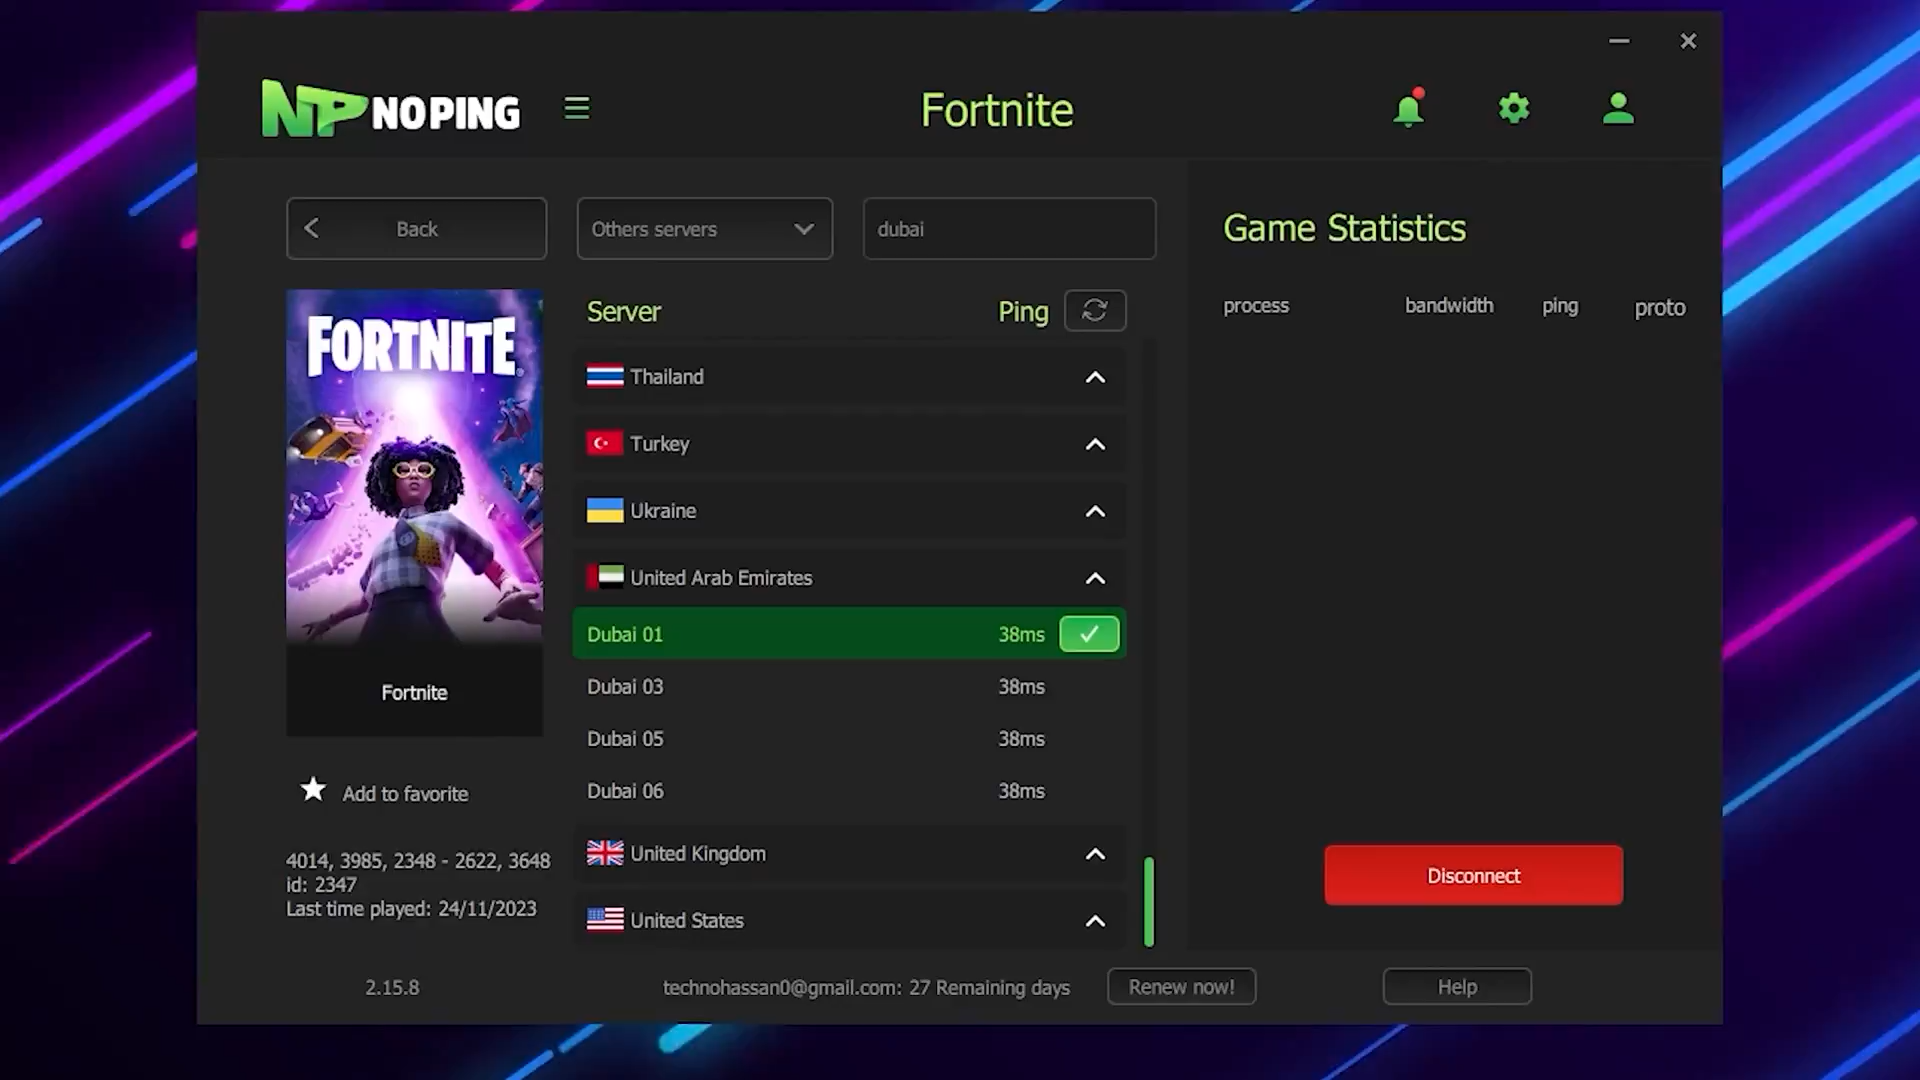 NP NOPING
Fortnite
Back
Others servers
dubai
Game Statistics
process bandwidth ping proto
FORTNITE
Fortnite
Add to favorite
4014, 3985, 2348 - 2622, 3648
id: 2347
Last time played: 24/11/2023
Server Ping
Thailand
Turkey
Ukraine
United Arab Emirates
Dubai 01 38ms
Dubai 03 38ms
Dubai 05 38ms
Dubai 06 38ms
United Kingdom
United States
Disconnect
2.15.8
technohassan0@gmail.com: 27 Remaining days
Renew now!
Help